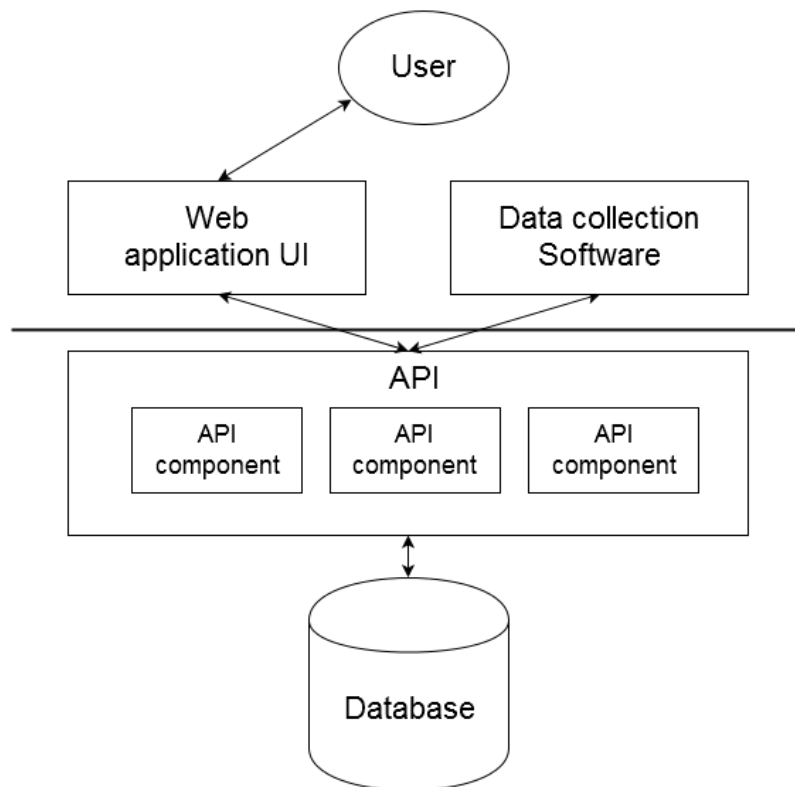 User
Web
application UI
Data collection
Software
API
API
component
API
component
API
component
Database